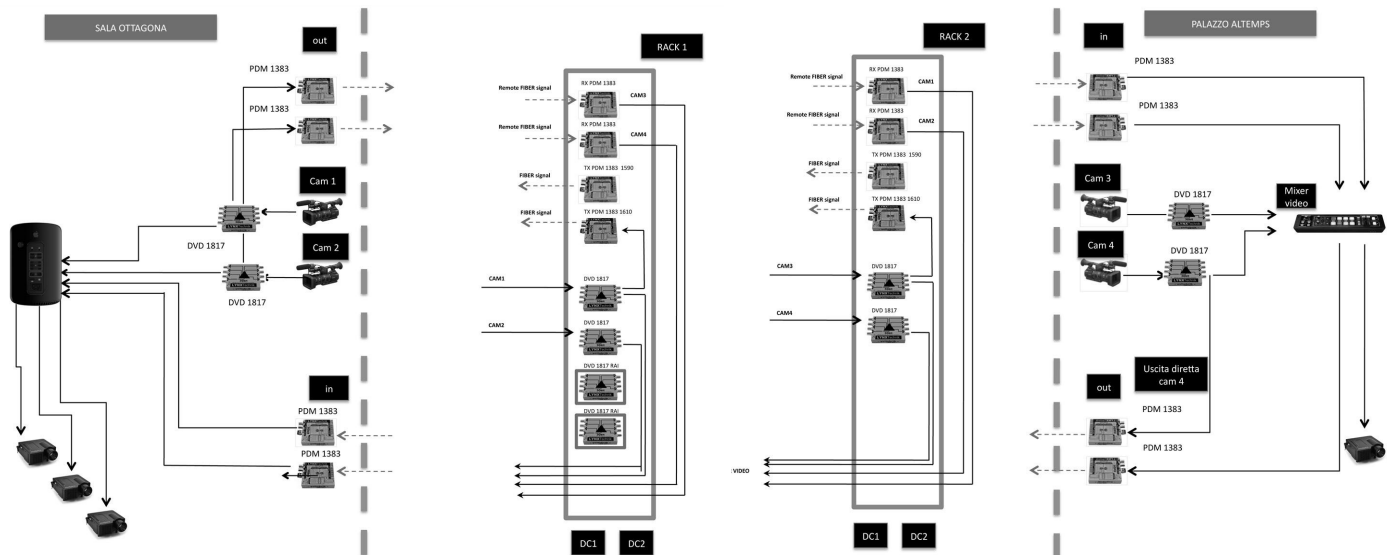 SALA OTTAGONA
out
PDM 1383
PDM 1383
Cam 1
Cam 2
DVD 1817
DVD 1817
in
PDM 1383
PDM 1383
RACK 1
RX PDM 1383
Remote FIBER signal
CAM3
RX PDM 1383
Remote FIBER signal
CAM4
TX PDM 1383 1590
FIBER signal
TX PDM 1383 1610
FIBER signal
DVD 1817
CAM1
DVD 1817
CAM2
DVD 1817 RAI
DVD 1817 RAI
DC1
DC2
RACK 2
RX PDM 1383
Remote FIBER signal
CAM1
RX PDM 1383
Remote FIBER signal
CAM2
TX PDM 1383 1590
FIBER signal
TX PDM 1383 1610
FIBER signal
DVD 1817
CAM3
DVD 1817
CAM4
:VIDEO
DC1
DC2
PALAZZO ALTEMPS
in
PDM 1383
PDM 1383
Cam 3
DVD 1817
Mixer
video
Cam 4
DVD 1817
Uscita diretta
cam 4
out
PDM 1383
PDM 1383